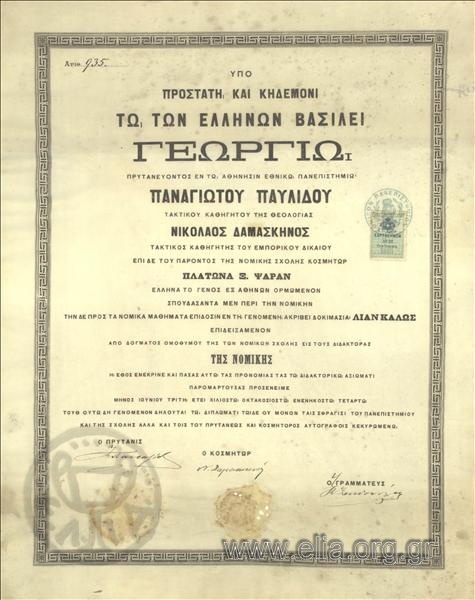 Αριθ. 935.
ΥΠΟ
ΠΡΟΣΤΑΤΗͺ ΚΑΙ ΚΗΔΕΜΟΝΙ
ΤΩͺ ΤΩΝ ΕΛΛΗΝΩΝ ΒΑΣΙΛΕΙ
ΓΕΩΡΓΙΩͺ
ΠΡΥΤΑΝΕΥΟΝΤΟΣ ΕΝ ΤΩͺ ΑΘΗΝΗΣΙΝ ΕΘΝΙΚΩͺ ΠΑΝΕΠΙΣΤΗΜΙΩͺ
ΠΑΝΑΓΙΩΤΟΥ ΠΑΥΛΙΔΟΥ
ΤΑΚΤΙΚΟΥ ΚΑΘΗΓΗΤΟΥ ΤΗΣ ΘΕΟΛΟΓΙΑΣ
ΝΙΚΟΛΑΟΣ ΔΑΜΑΣΚΗΝΟΣ
ΤΑΚΤΙΚΟΣ ΚΑΘΗΓΗΤΗΣ ΤΟΥ ΕΜΠΟΡΙΚΟΥ ΔΙΚΑΙΟΥ
ΕΠΙ ΔΕ ΤΟΥ ΠΑΡΟΝΤΟΣ ΤΗΣ ΝΟΜΙΚΗΣ ΣΧΟΛΗΣ ΚΟΣΜΗΤΩΡ
ΠΛΑΤΩΝΑ Ξ. ΨΑΡΑΝ
ΕΛΛΗΝΑ ΤΟ ΓΕΝΟΣ ΕΞ ΑΘΗΝΩΝ ΟΡΜΩΜΕΝΟΝ
ΣΠΟΥΔΑΣΑΝΤΑ ΜΕΝ ΠΕΡΙ ΤΗΝ ΝΟΜΙΚΗΝ
ΤΗΝ ΔΕ ΠΡΟΣ ΤΑ ΝΟΜΙΚΑ ΜΑΘΗΜΑΤΑ ΕΠΙΔΟΣΙΝ ΕΝ ΤΗͺ ΓΕΝΟΜΕΝΗͺ ΑΚΡΙΒΕΙ ΔΟΚΙΜΑΣΙΑͺ ΛΙΑΝ ΚΑΛΩΣ
ΕΠΙΔΕΙΞΑΜΕΝΟΝ
ΑΠΟ ΔΟΓΜΑΤΟΣ ΟΜΟΘΥΜΟΥ ΤΗΣ ΤΩΝ ΝΟΜΙΚΩΝ ΣΧΟΛΗΣ ΕΙΣ ΤΟΥΣ ΔΙΔΑΚΤΟΡΑΣ
ΤΗΣ ΝΟΜΙΚΗΣ
Ηͺ ΕΘΟΣ ΕΝΕΚΡΙΝΕ ΚΑΙ ΠΑΣΑΣ ΑΥΤΩͺ ΤΑΣ ΠΡΟΝΟΜΙΑΣ ΤΑΣ ΤΩͺ ΔΙΔΑΚΤΟΡΙΚΩͺ ΑΞΙΩΜΑΤΙ
ΠΑΡΟΜΑΡΤΟΥΣΑΣ ΠΡΟΣΕΝΕΙΜΕ
ΜΗΝΟΣ ΙΟΥΝΙΟΥ ΤΡΙΤΗͺ ΕΤΕΙ ΧΙΛΙΟΣΤΩͺ ΟΚΤΑΚΟΣΙΟΣΤΩͺ ΕΝΕΝΗΚΟΣΤΩͺ ΤΕΤΑΡΤΩͺ
ΤΟΥΘ' ΟΥΤΩ ΔΗ ΓΕΝΟΜΕΝΟΝ ΔΗΛΟΥΤΑΙ ΤΩͺ ΔΙΠΛΩΜΑΤΙ ΤΩΙΔΕ ΟΥ ΜΟΝΟΝ ΤΑΙΣ ΣΦΡΑΓΙΣΙ ΤΟΥ ΠΑΝΕΠΙΣΤΗΜΙΟΥ
ΚΑΙ ΤΗΣ ΣΧΟΛΗΣ ΑΛΛΑ ΚΑΙ ΤΟΙΣ ΤΟΥ ΠΡΥΤΑΝΕΩΣ ΚΑΙ ΚΟΣΜΗΤΟΡΟΣ ΑΥΤΟΓΡΑΦΟΙΣ ΚΕΚΥΡΩΜΕΝΟΝ.
Ο ΠΡΥΤΑΝΙΣ
Ο ΚΟΣΜΗΤΩΡ
Ο ΓΡΑΜΜΑΤΕΥΣ
www.elia.org.gr